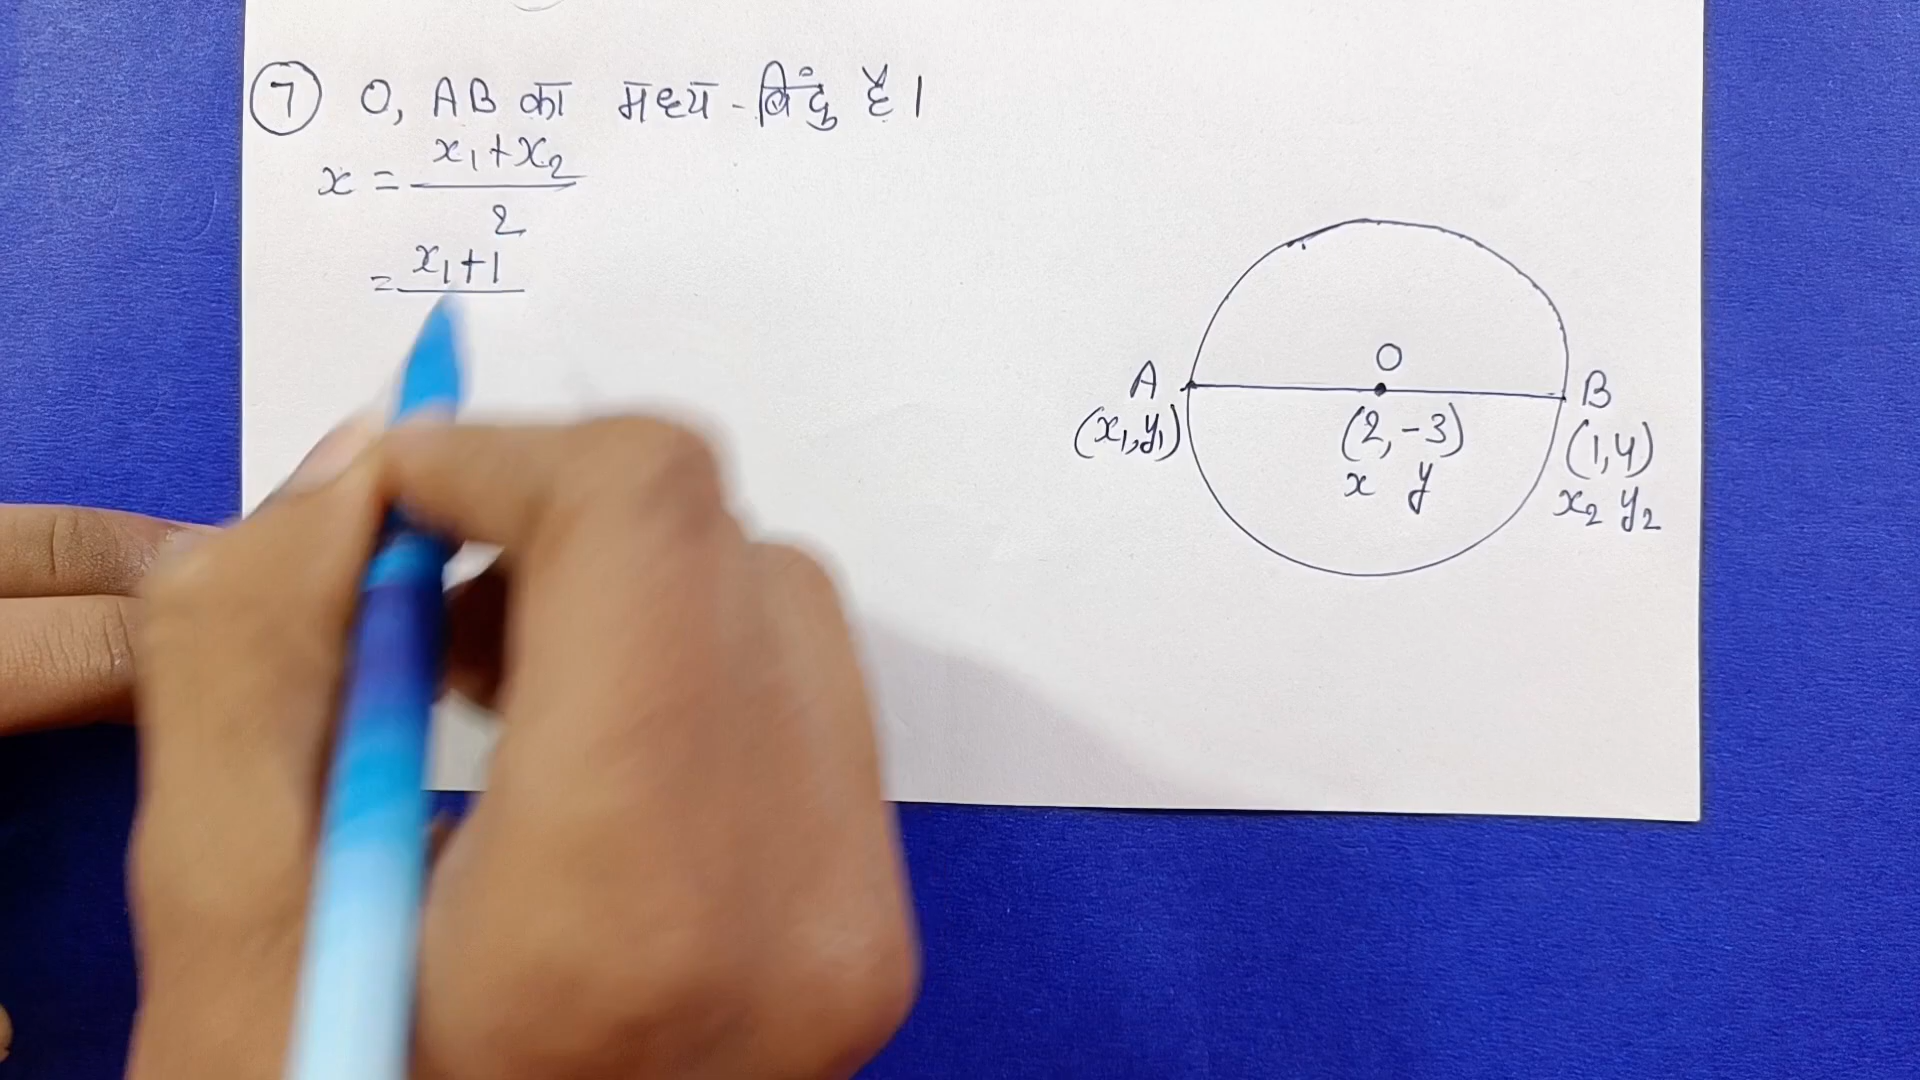 7 O, AB का मध्य-बिंदु है।
x = x₁+x₂
2
= x₁+1
O
A
B
(x₁,y₁)
(2,-3)
(1,4)
x y
x₂ y₂